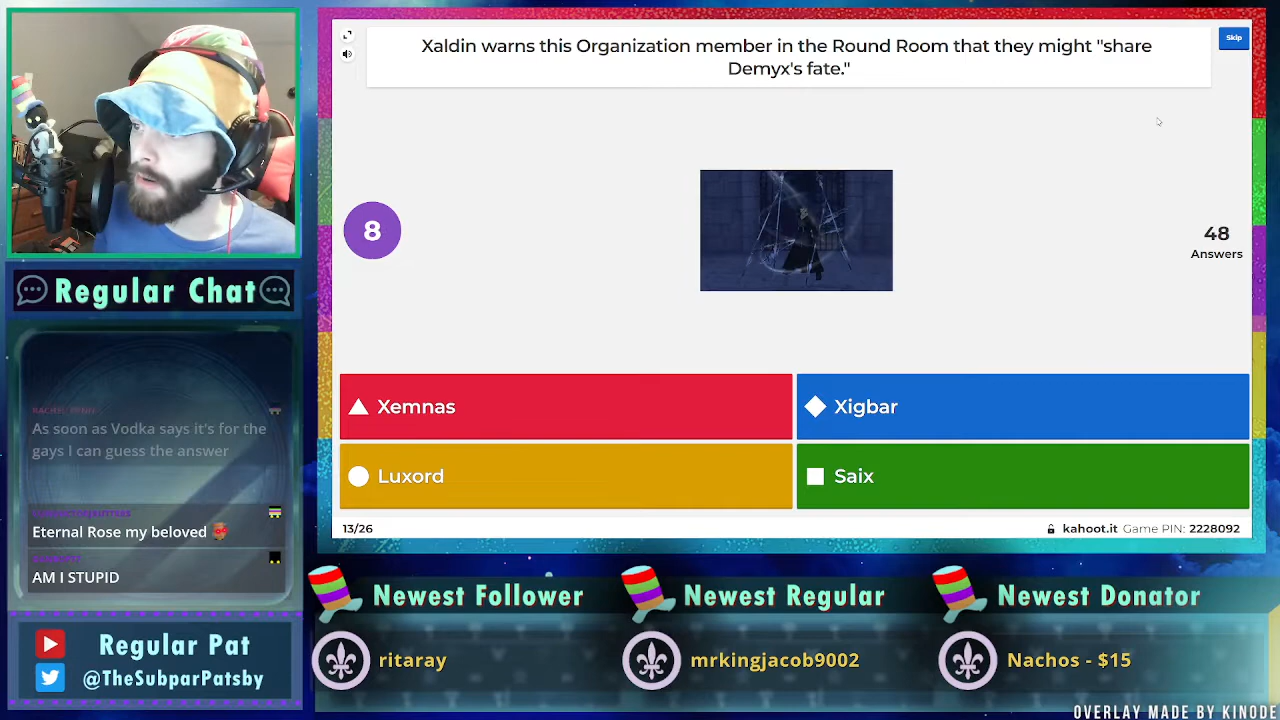 Xaldin warns this Organization member in the Round Room that they might "share
Demyx's fate."
Skip
8
48
Answers
Xemnas
Xigbar
Luxord
Saix
13/26
kahoot.it Game PIN: 2228092
Regular Chat
As soon as Vodka says it's for the
gays I can guess the answer
Eternal Rose my beloved
AM I STUPID
Regular Pat
@TheSubparPatsby
Newest Follower
ritaray
Newest Regular
mrkingjacob9002
Newest Donator
Nachos - $15
OVERLAY MADE BY KINODE